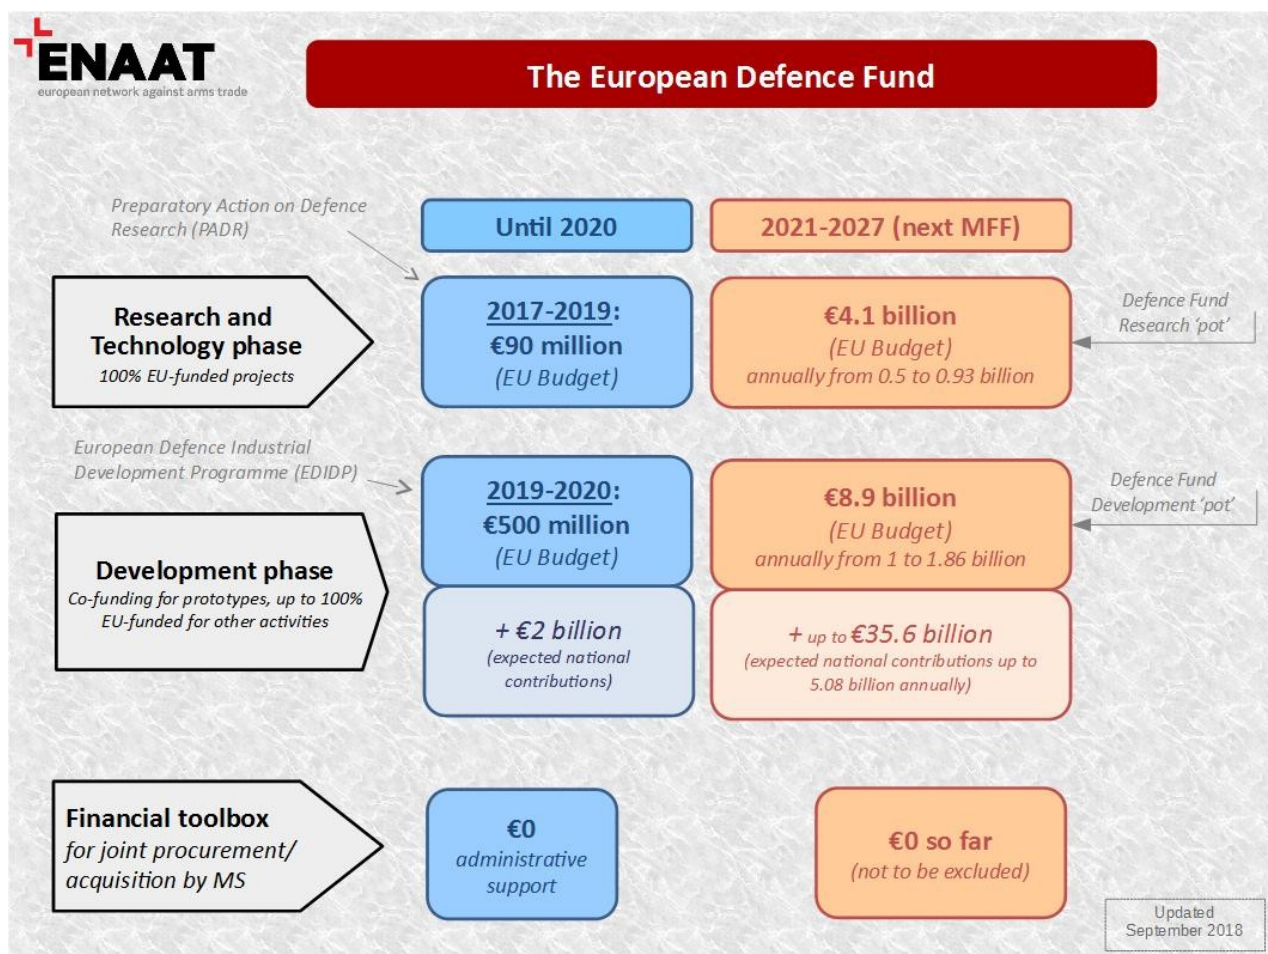 ENAAT
european network against arms trade
The European Defence Fund
Preparatory Action on Defence
Research (PADR)
Until 2020
2021-2027 (next MFF)
Research and
Technology phase
100% EU-funded projects
2017-2019:
€90 million
(EU Budget)
€4.1 billion
(EU Budget)
annually from 0.5 to 0.93 billion
Defence Fund
Research ‘pot’
European Defence Industrial
Development Programme (EDIDP)
Development phase
Co-funding for prototypes, up to 100%
EU-funded for other activities
2019-2020:
€500 million
(EU Budget)
€8.9 billion
(EU Budget)
annually from 1 to 1.86 billion
Defence Fund
Development ‘pot’
+ €2 billion
(expected national
contributions)
+ up to €35.6 billion
(expected national contributions up to
5.08 billion annually)
Financial toolbox
for joint procurement/
acquisition by MS
€0
administrative
support
€0 so far
(not to be excluded)
Updated
September 2018